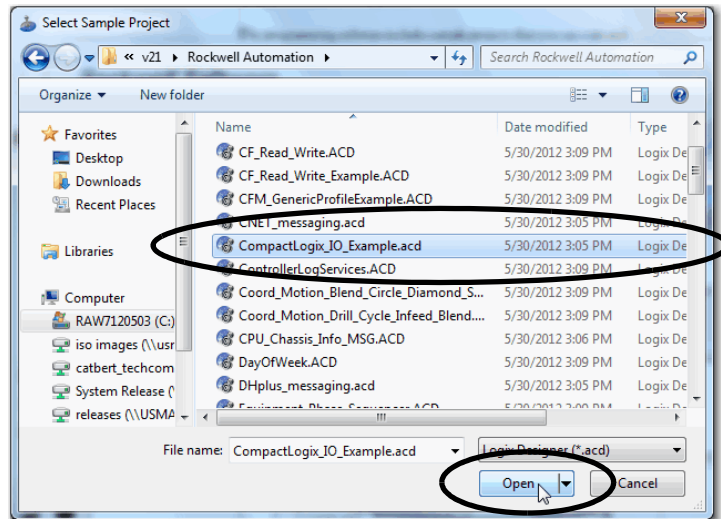 Select Sample Project
« v21 ▸ Rockwell Automation ▸
Search Rockwell Automation
Organize ▾ New folder
Favorites
Desktop
Downloads
Recent Places
Libraries
Computer
RAW7120503 (C:)
iso images (\\usr
catbert_techcom
System Release ('
releases (\\USMA
Name Date modified Type
CF_Read_Write.ACD 5/30/2012 3:09 PM Logix De
CF_Read_Write_Example.ACD 5/30/2012 3:09 PM Logix De
CFM_GenericProfileExample.ACD 5/30/2012 3:09 PM Logix De
CNET_messaging.acd 5/30/2012 3:05 PM Logix De
CompactLogix_IO_Example.acd 5/30/2012 3:05 PM Logix De
ControllerLogServices.ACD 5/30/2012 3:09 PM Logix De
Coord_Motion_Blend_Circle_Diamond_S... 5/30/2012 3:09 PM Logix De
Coord_Motion_Drill_Cycle_Infeed_Blend.... 5/30/2012 3:09 PM Logix De
CPU_Chassis_Info_MSG.ACD 5/30/2012 3:06 PM Logix De
DayOfWeek.ACD 5/30/2012 3:09 PM Logix De
DHplus_messaging.acd 5/30/2012 3:05 PM Logix De
File name: CompactLogix_IO_Example.acd
Logix Designer (*.acd)
Open
Cancel